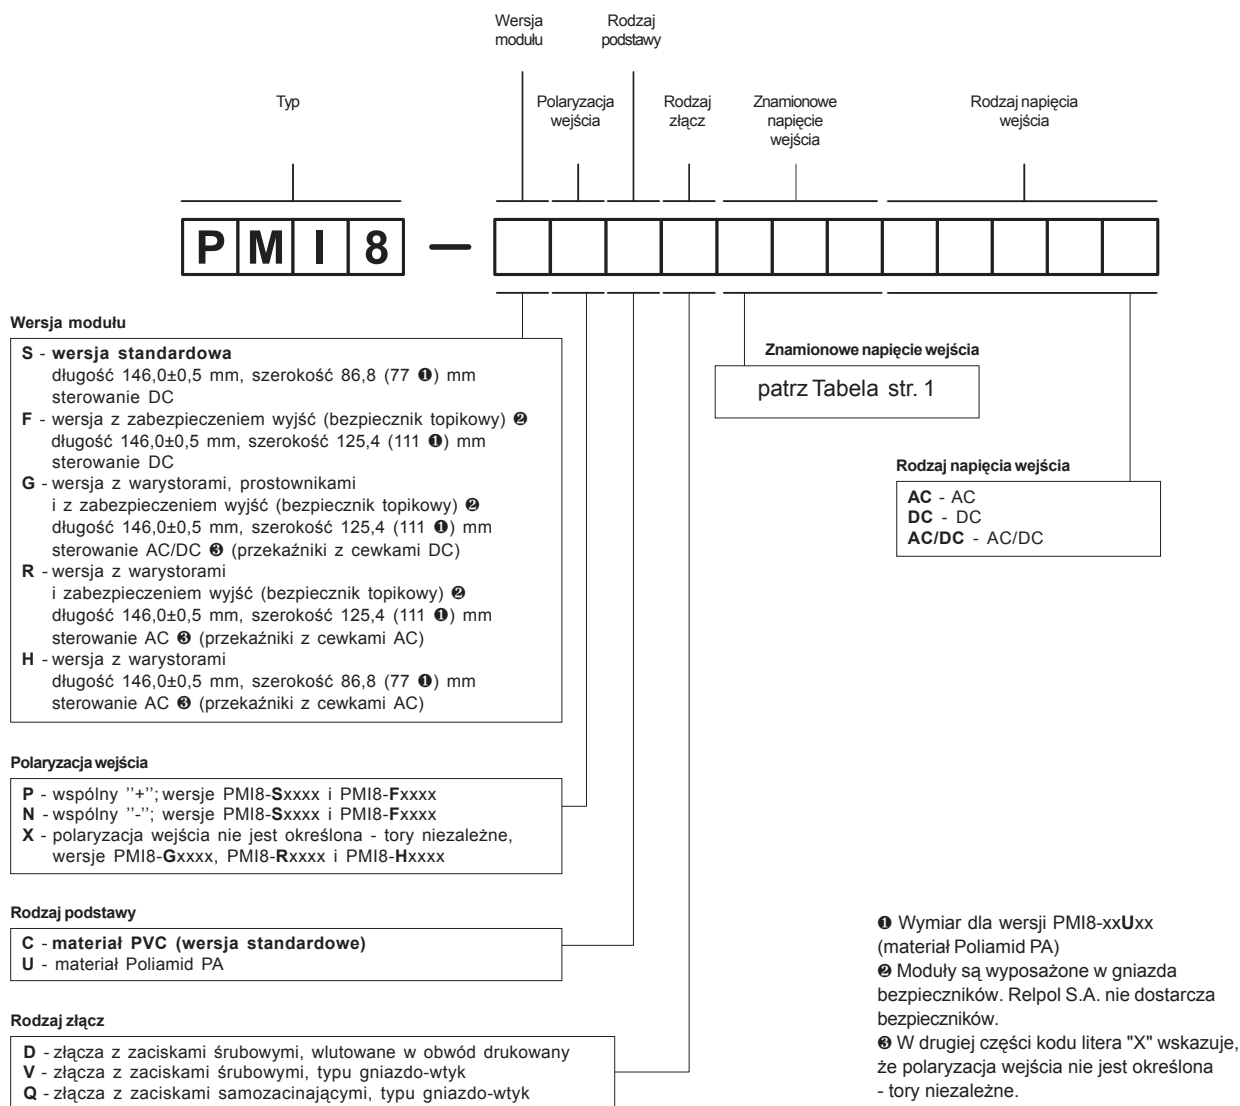 Wersja
modułu
Rodzaj
podstawy
Typ
Polaryzacja
wejścia
Rodzaj
złącz
Znamionowe
napięcie
wejścia
Rodzaj napięcia
wejścia
P M I 8 —
Wersja modułu
S - wersja standardowa
długość 146,0±0,5 mm, szerokość 86,8 (77 ❶) mm
sterowanie DC
F - wersja z zabezpieczeniem wyjść (bezpiecznik topikowy) ❷
długość 146,0±0,5 mm, szerokość 125,4 (111 ❶) mm
sterowanie DC
G - wersja z warystorami, prostownikami
i z zabezpieczeniem wyjść (bezpiecznik topikowy) ❷
długość 146,0±0,5 mm, szerokość 125,4 (111 ❶) mm
sterowanie AC/DC ❸ (przekaźniki z cewkami DC)
R - wersja z warystorami
i zabezpieczeniem wyjść (bezpiecznik topikowy) ❷
długość 146,0±0,5 mm, szerokość 125,4 (111 ❶) mm
sterowanie AC ❸ (przekaźniki z cewkami AC)
H - wersja z warystorami
długość 146,0±0,5 mm, szerokość 86,8 (77 ❶) mm
sterowanie AC ❸ (przekaźniki z cewkami AC)
Znamionowe napięcie wejścia
patrz Tabela str. 1
Rodzaj napięcia wejścia
AC - AC
DC - DC
AC/DC - AC/DC
Polaryzacja wejścia
P - wspólny ''+''; wersje PMI8-Sxxxx i PMI8-Fxxxx
N - wspólny ''-''; wersje PMI8-Sxxxx i PMI8-Fxxxx
X - polaryzacja wejścia nie jest określona - tory niezależne,
wersje PMI8-Gxxxx, PMI8-Rxxxx i PMI8-Hxxxx
Rodzaj podstawy
C - materiał PVC (wersja standardowe)
U - materiał Poliamid PA
Rodzaj złącz
D - złącza z zaciskami śrubowymi, wlutowane w obwód drukowany
V - złącza z zaciskami śrubowymi, typu gniazdo-wtyk
Q - złącza z zaciskami samozacinającymi, typu gniazdo-wtyk
❶ Wymiar dla wersji PMI8-xxUxx
(materiał Poliamid PA)
❷ Moduły są wyposażone w gniazda
bezpieczników. Relpol S.A. nie dostarcza
bezpieczników.
❸ W drugiej części kodu litera "X" wskazuje,
że polaryzacja wejścia nie jest określona
- tory niezależne.